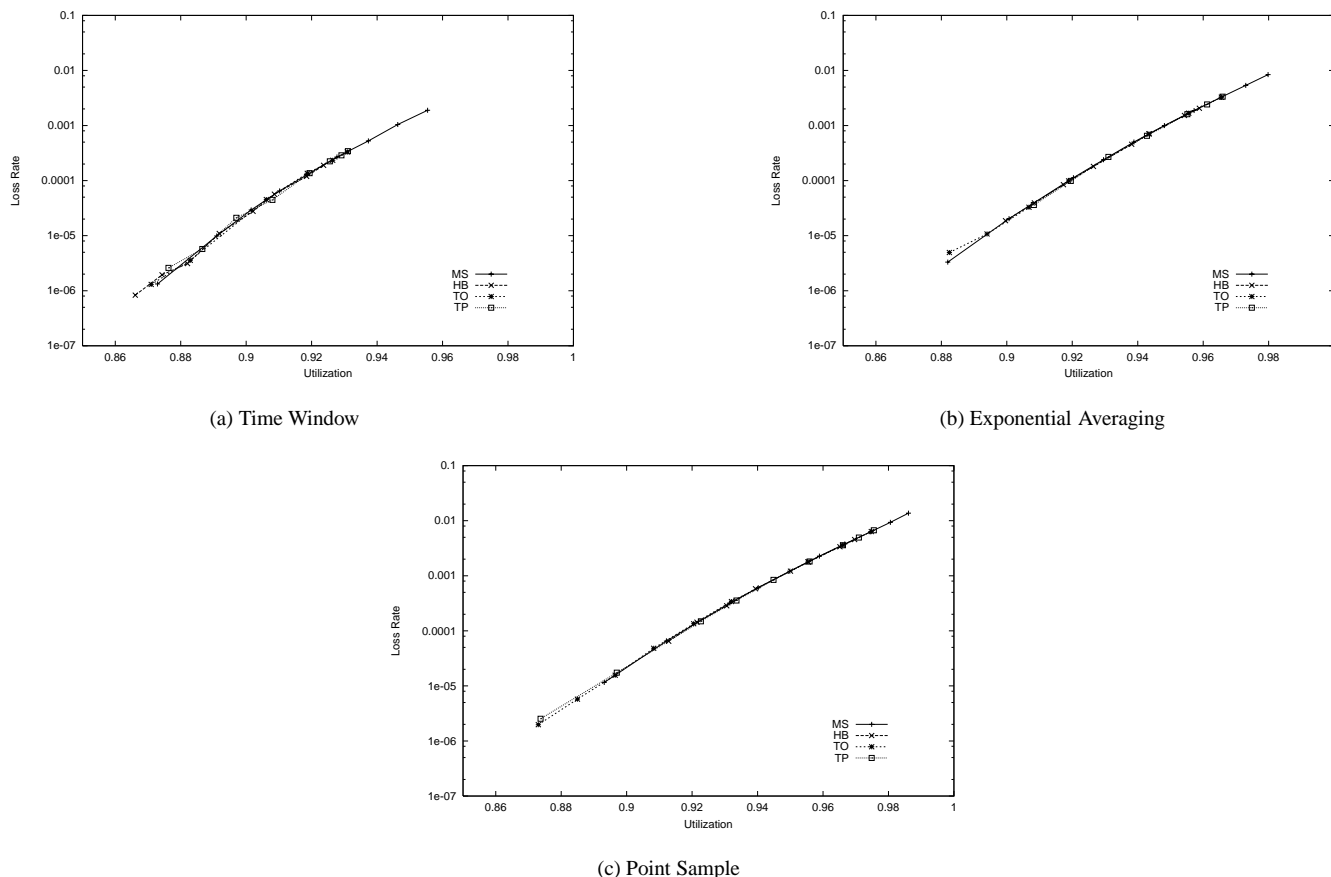 0.1
0.01
0.001
0.0001
1e-05
1e-06
1e-07
Loss Rate
0.86 0.88 0.9 0.92 0.94 0.96 0.98 1
Utilization
MS
HB
TO
TP
(a) Time Window
0.1
0.01
0.001
0.0001
1e-05
1e-06
1e-07
Loss Rate
0.86 0.88 0.9 0.92 0.94 0.96 0.98
Utilization
MS
HB
TO
TP
(b) Exponential Averaging
0.1
0.01
0.001
0.0001
1e-05
1e-06
1e-07
Loss Rate
0.86 0.88 0.9 0.92 0.94 0.96 0.98 1
Utilization
MS
HB
TO
TP
(c) Point Sample